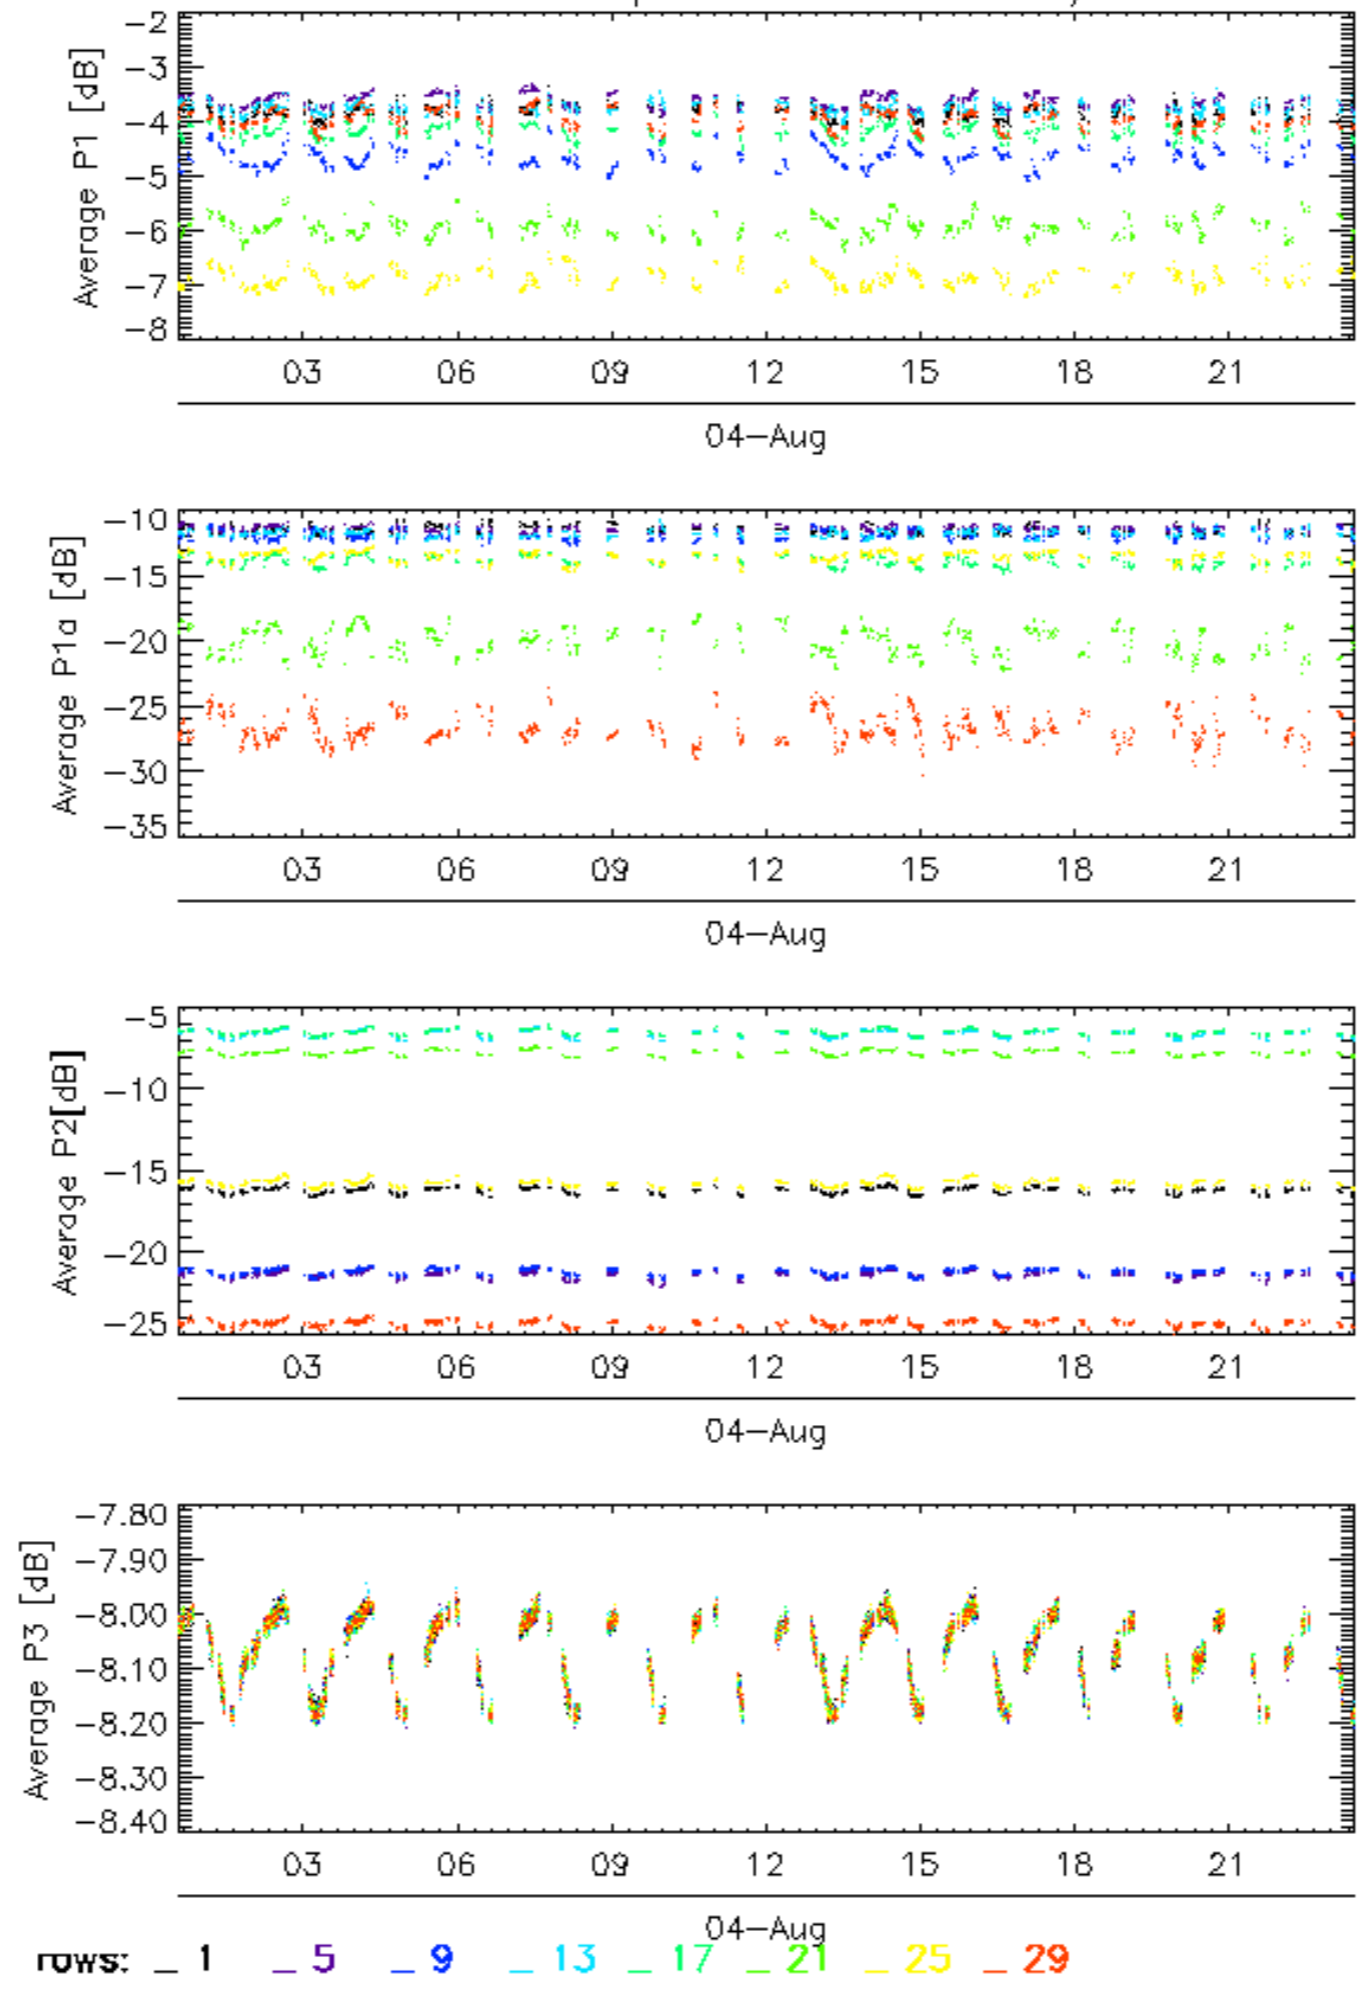 Average P1 [dB]
-2
-3
-4
-5
-6
-7
-8
03 06 09 12 15 18 21
04-Aug
Average P1a [dB]
-10
-15
-20
-25
-30
-35
03 06 09 12 15 18 21
04-Aug
Average P2[dB]
-5
-10
-15
-20
-25
03 06 09 12 15 18 21
04-Aug
Average P3 [dB]
-7.80
-7.90
-8.00
-8.10
-8.20
-8.30
-8.40
03 06 09 12 15 18 21
04-Aug
rows: _ 1 _ 5 _ 9 _ 13 _ 17 _ 21 _ 25 _ 29